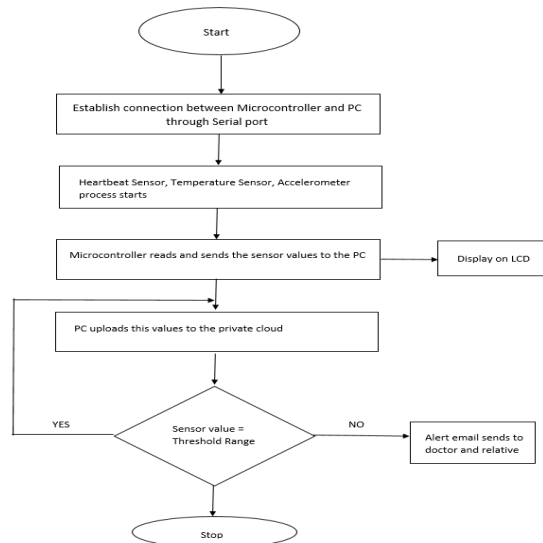 Start
Establish connection between Microcontroller and PC
through Serial port
Heartbeat Sensor, Temperature Sensor, Accelerometer
process starts
Microcontroller reads and sends the sensor values to the PC
Display on LCD
PC uploads this values to the private cloud
YES
Sensor value =
Threshold Range
NO
Alert email sends to
doctor and relative
Stop